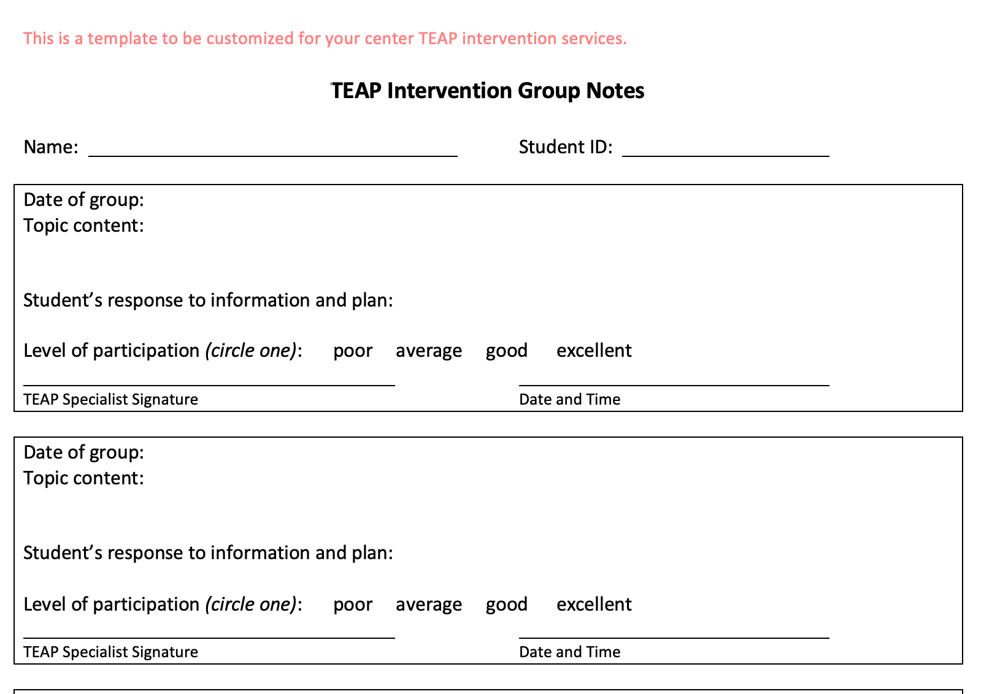 This is a template to be customized for your center TEAP intervention services.
TEAP Intervention Group Notes
Name: Student ID:
Date of group:
Topic content:
Student’s response to information and plan:
Level of participation (circle one): poor average good excellent
TEAP Specialist Signature Date and Time
Date of group:
Topic content:
Student’s response to information and plan:
Level of participation (circle one): poor average good excellent
TEAP Specialist Signature Date and Time